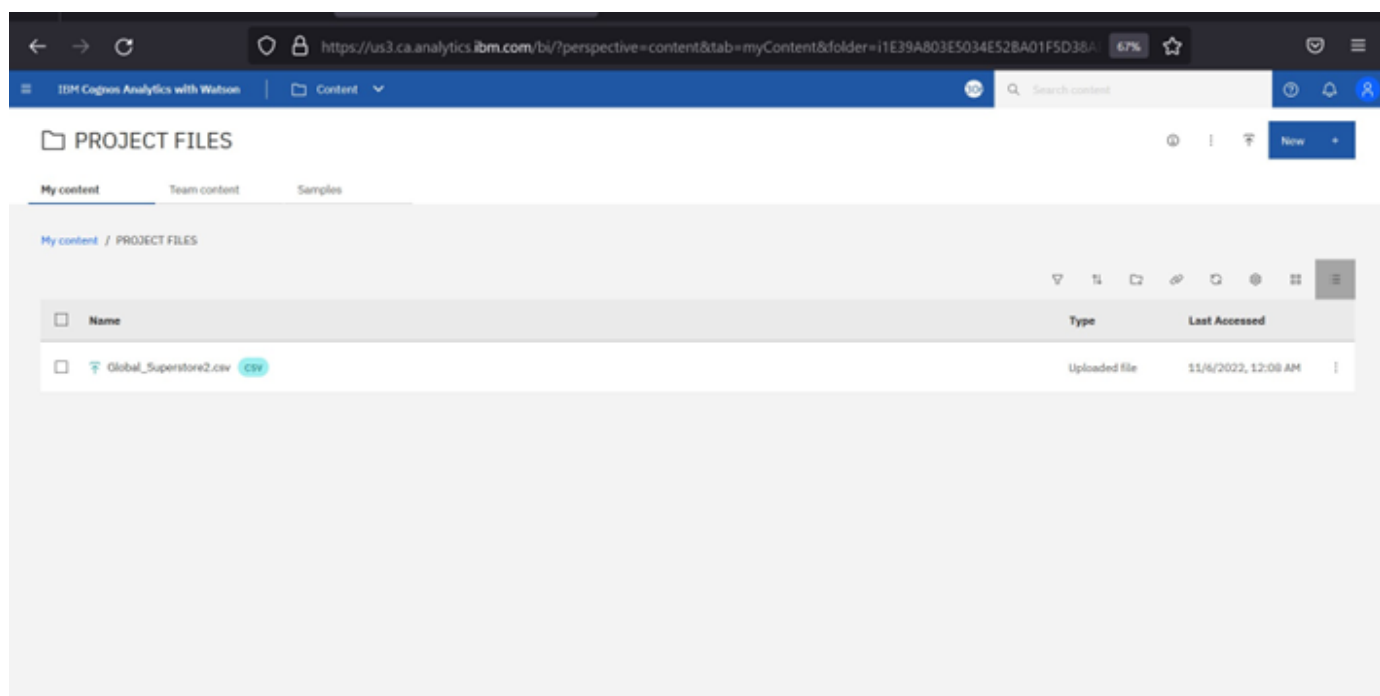 https://us3.ca.analytics.ibm.com/bi/?perspective=content&tab=myContent&folder=i1E39A803E5034E52BA01F5D38A 67%
IBM Cognos Analytics with Watson Content Search content
PROJECT FILES New +
My content Team content Samples
My content / PROJECT FILES
Name Type Last Accessed
Global_Superstore2.csv CSV Uploaded file 11/6/2022, 12:08 AM